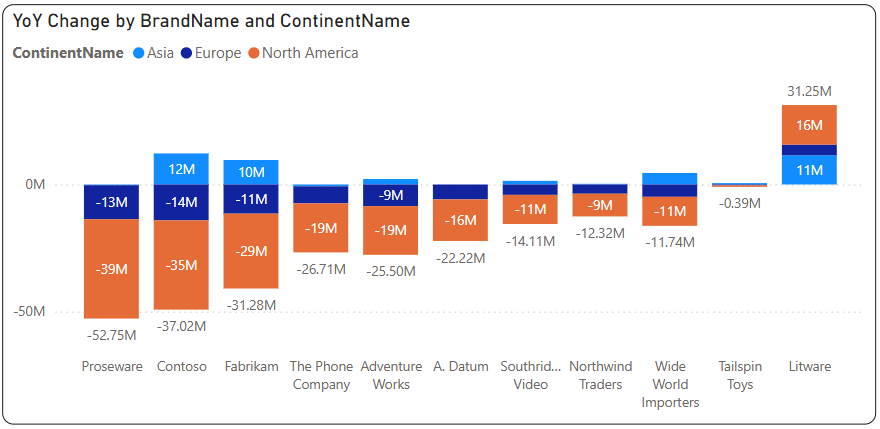 YoY Change by BrandName and ContinentName
ContinentName Asia Europe North America
31.25M
16M
12M
10M
11M
0M
-13M
-14M
-11M
-9M
-0.39M
-39M
-35M
-29M
-19M
-19M
-16M
-11M
-9M
-11M
-14.11M
-12.32M
-11.74M
-26.71M
-25.50M
-22.22M
-31.28M
-50M
-52.75M
-37.02M
Proseware
Contoso
Fabrikam
The Phone
Company
Adventure
Works
A. Datum
Southrid...
Video
Northwind
Traders
Wide
World
Importers
Tailspin
Toys
Litware